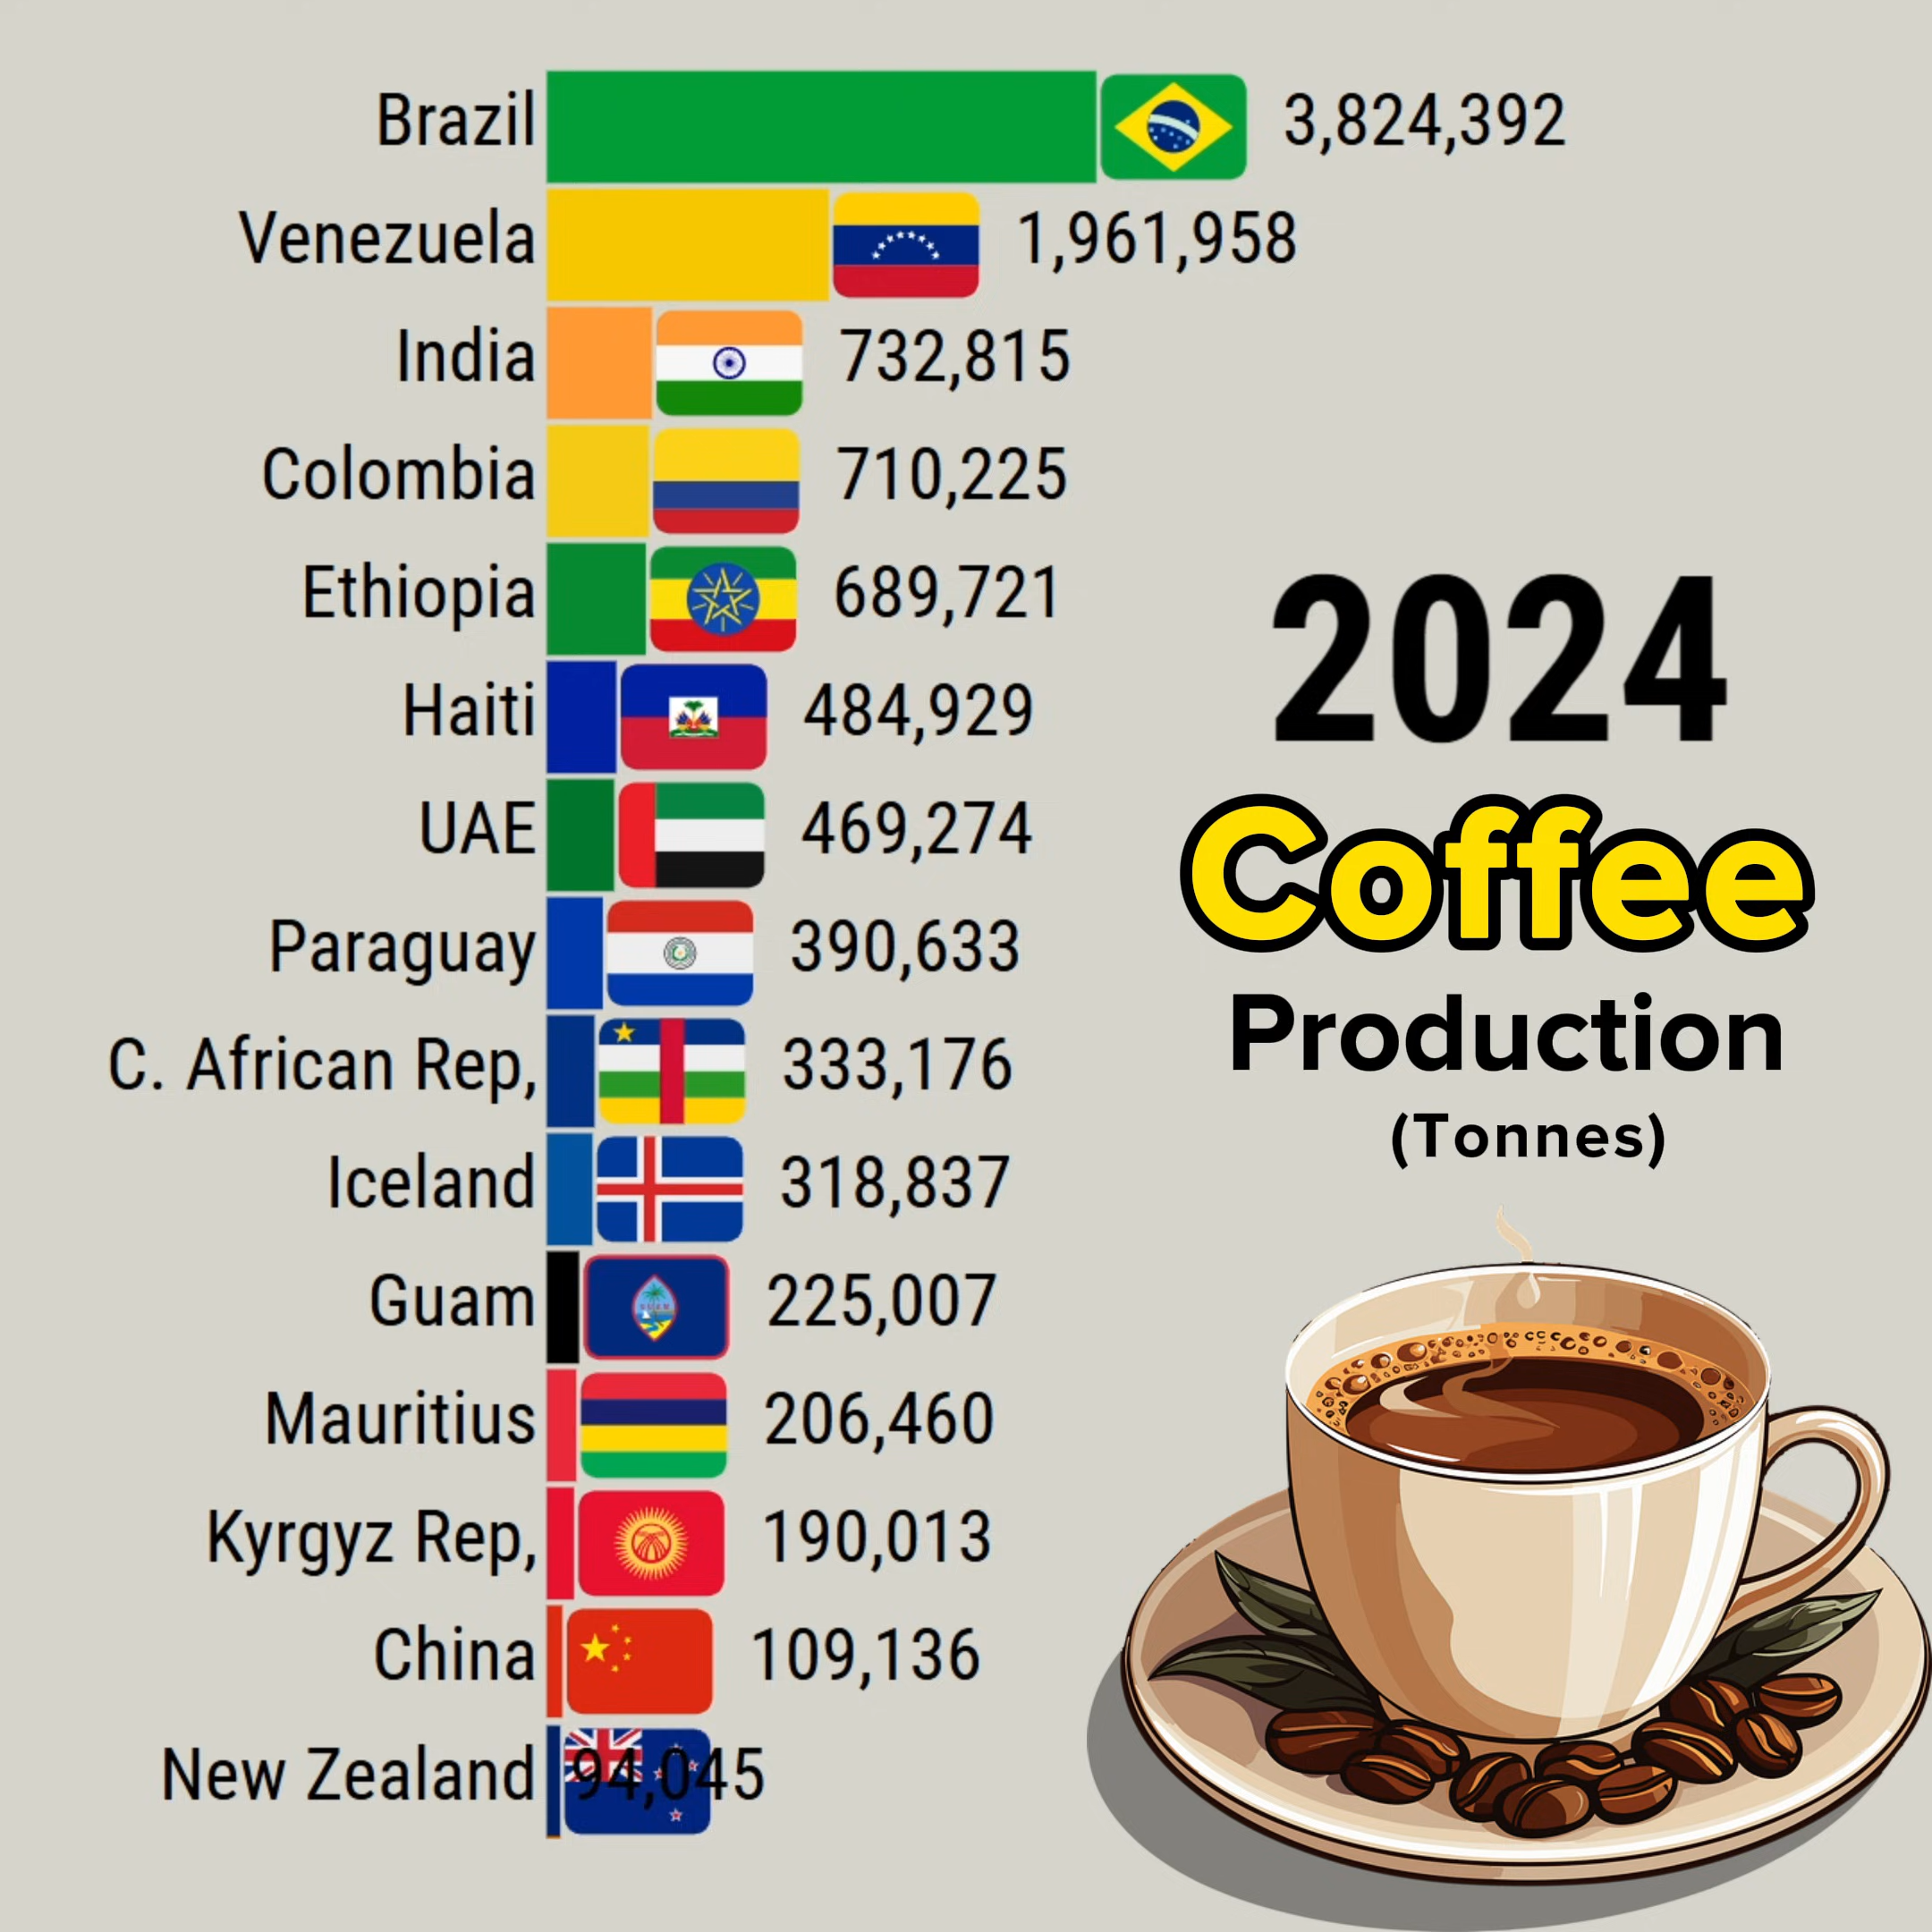 Brazil 3,824,392
Venezuela 1,961,958
India 732,815
Colombia 710,225
Ethiopia 689,721
Haiti 484,929
UAE 469,274
Paraguay 390,633
C. African Rep, 333,176
Iceland 318,837
Guam 225,007
Mauritius 206,460
Kyrgyz Rep, 190,013
China 109,136
New Zealand 94,045
2024
Coffee
Production
(Tonnes)